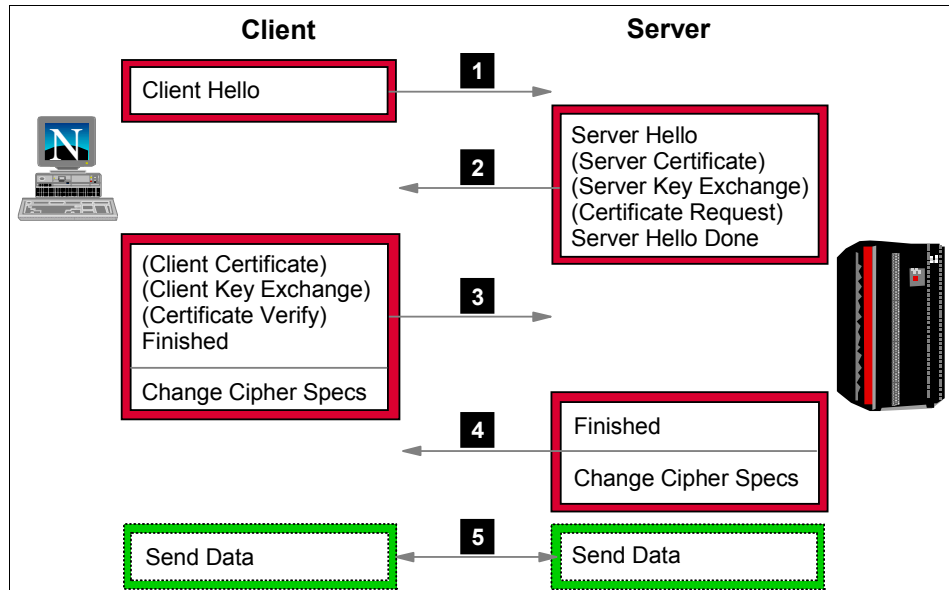 Client
Server
1
Client Hello
Server Hello
(Server Certificate)
(Server Key Exchange)
(Certificate Request)
Server Hello Done
2
N
(Client Certificate)
(Client Key Exchange)
(Certificate Verify)
Finished
Change Cipher Specs
3
4
Finished
Change Cipher Specs
5
Send Data
Send Data